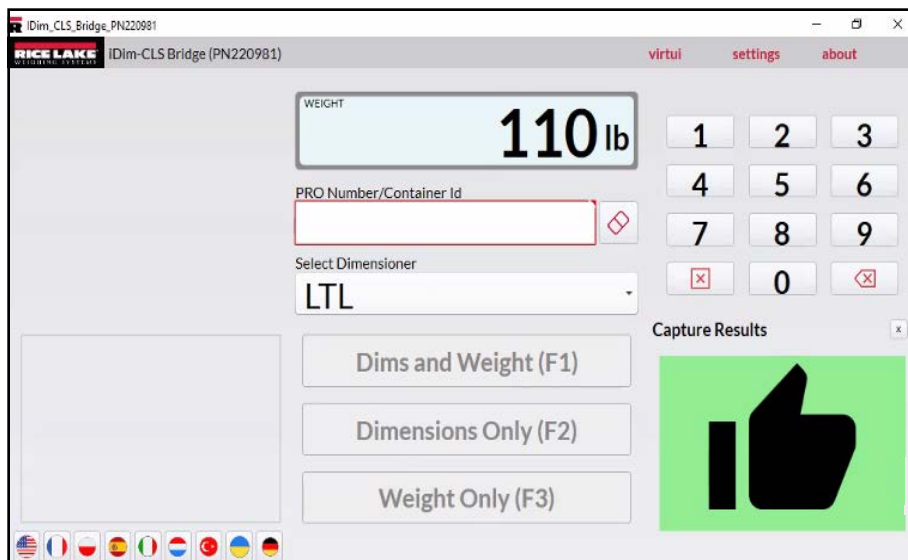 IDim_CLS_Bridge_PN220981
RICE LAKE
WEIGHING SYSTEMS
iDim-CLS Bridge (PN220981)
virtui
settings
about
WEIGHT
110 lb
PRO Number/Container Id
Select Dimensioner
LTL
Dims and Weight (F1)
Dimensions Only (F2)
Weight Only (F3)
1 2 3
4 5 6
7 8 9
0
Capture Results
x